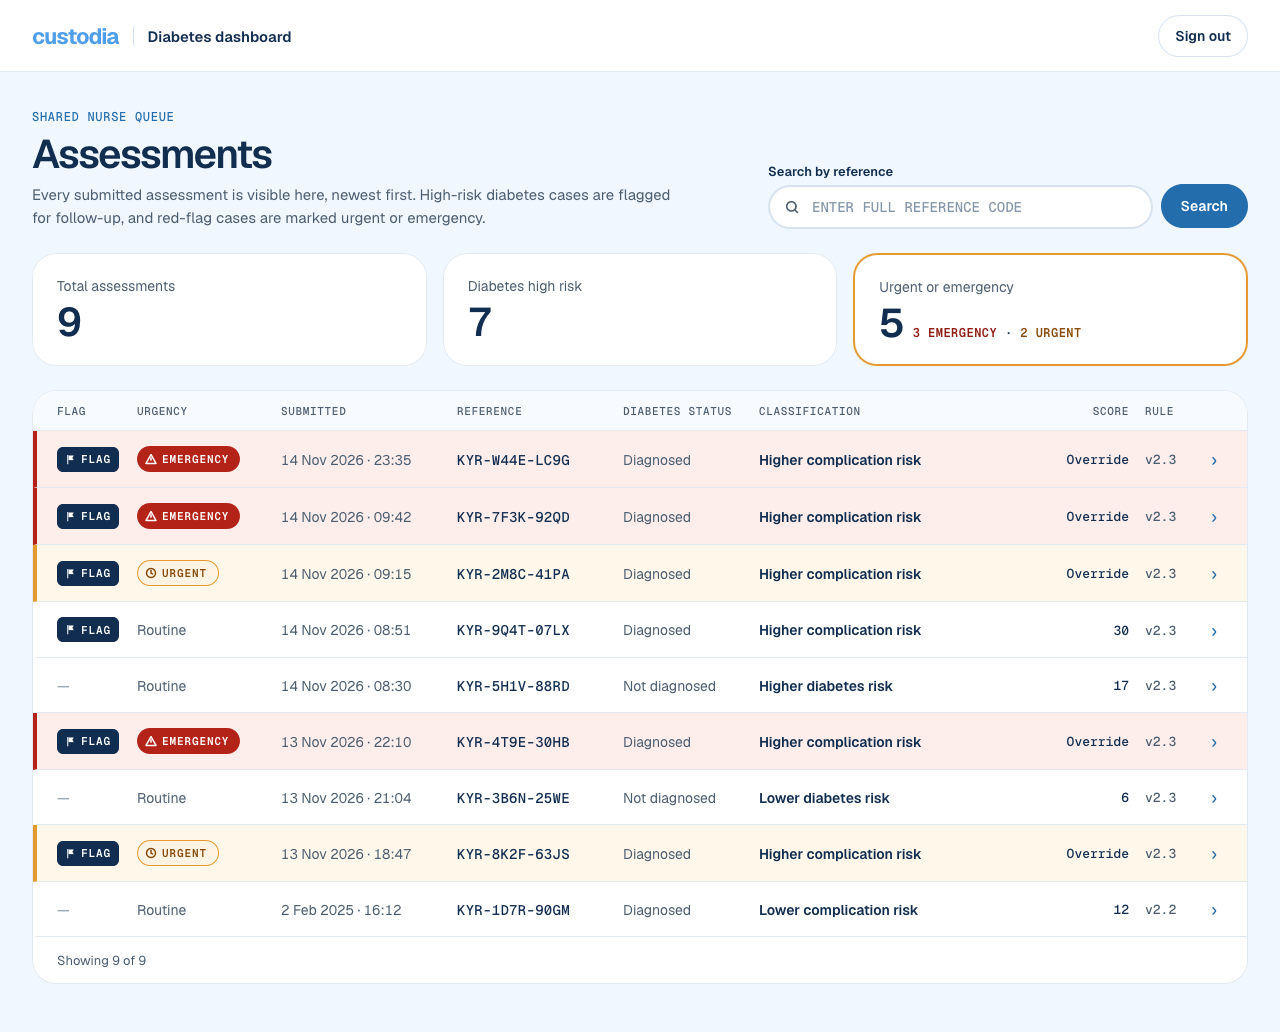 custodia
Diabetes dashboard
Sign out
SHARED NURSE QUEUE
Assessments
Every submitted assessment is visible here, newest first. High-risk diabetes cases are flagged
for follow-up, and red-flag cases are marked urgent or emergency.
Search by reference
ENTER FULL REFERENCE CODE
Search
Total assessments
9
Diabetes high risk
7
Urgent or emergency
5 3 EMERGENCY · 2 URGENT
FLAG URGENCY SUBMITTED REFERENCE DIABETES STATUS CLASSIFICATION SCORE RULE
FLAG EMERGENCY 14 Nov 2026 · 23:35 KYR-W44E-LC9G Diagnosed Higher complication risk Override v2.3 ›
FLAG EMERGENCY 14 Nov 2026 · 09:42 KYR-7F3K-92QD Diagnosed Higher complication risk Override v2.3 ›
FLAG URGENT 14 Nov 2026 · 09:15 KYR-2M8C-41PA Diagnosed Higher complication risk Override v2.3 ›
FLAG Routine 14 Nov 2026 · 08:51 KYR-9Q4T-07LX Diagnosed Higher complication risk 30 v2.3 ›
— Routine 14 Nov 2026 · 08:30 KYR-5H1V-88RD Not diagnosed Higher diabetes risk 17 v2.3 ›
FLAG EMERGENCY 13 Nov 2026 · 22:10 KYR-4T9E-30HB Diagnosed Higher complication risk Override v2.3 ›
— Routine 13 Nov 2026 · 21:04 KYR-3B6N-25WE Not diagnosed Lower diabetes risk 6 v2.3 ›
FLAG URGENT 13 Nov 2026 · 18:47 KYR-8K2F-63JS Diagnosed Higher complication risk Override v2.3 ›
— Routine 2 Feb 2025 · 16:12 KYR-1D7R-90GM Diagnosed Lower complication risk 12 v2.2 ›
Showing 9 of 9